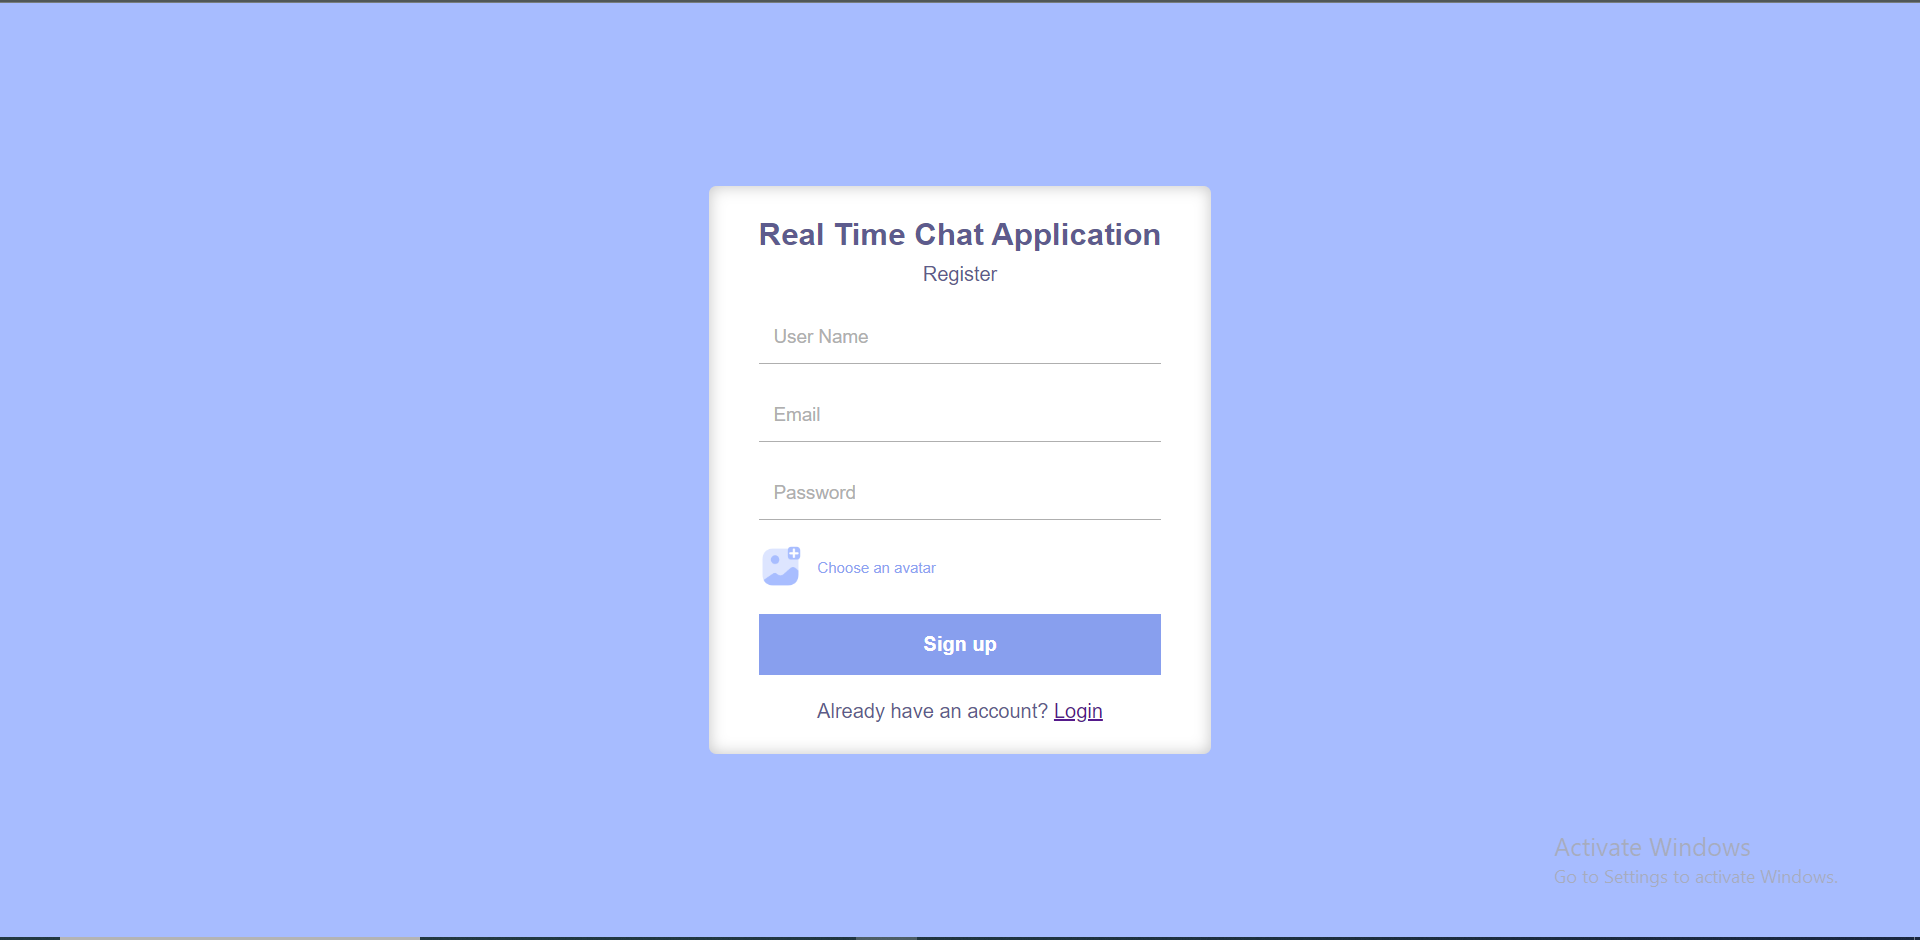 Real Time Chat Application
Register
User Name
Email
Password
Choose an avatar
Sign up
Already have an account? Login
Activate Windows
Go to Settings to activate Windows.